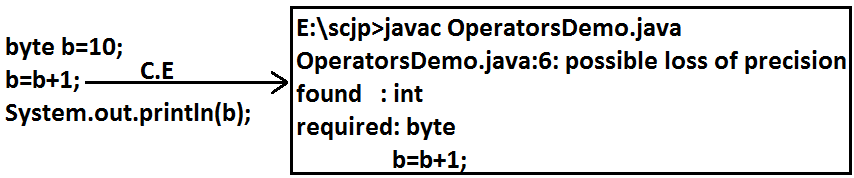 byte b=10;
b=b+1;
C.E
System.out.println(b);
E:\scjp>javac OperatorsDemo.java
OperatorsDemo.java:6: possible loss of precision
found   : int
required: byte
b=b+1;